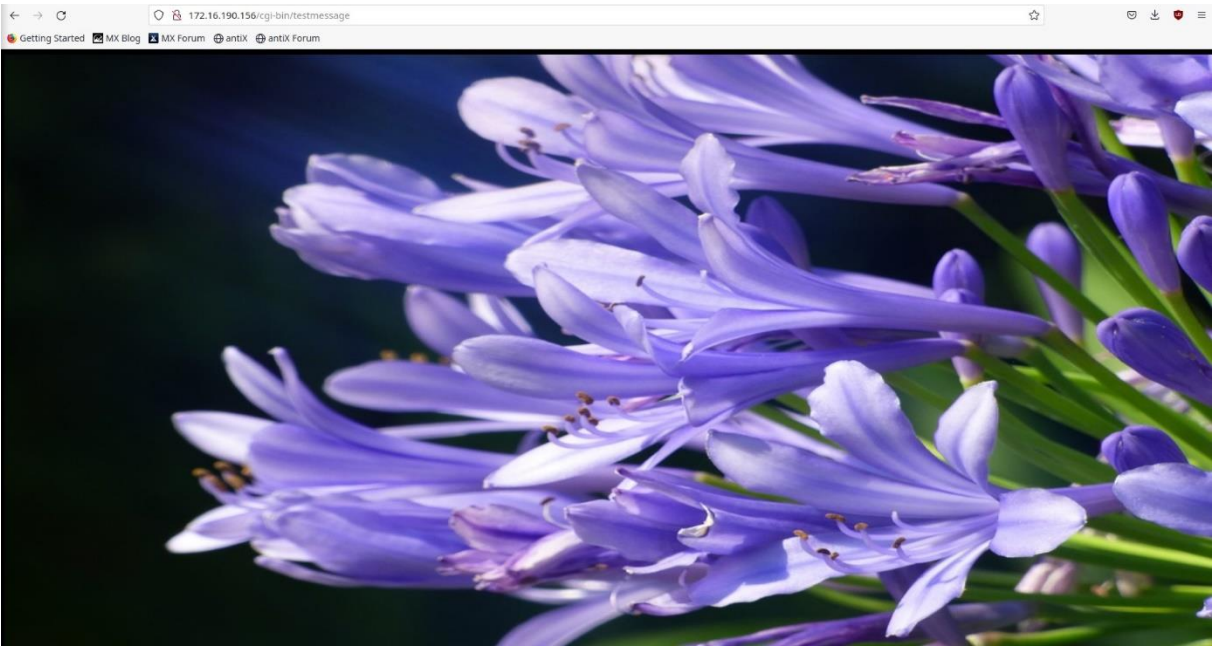 172.16.190.156/cgi-bin/testmessage
Getting Started MX Blog MX Forum antiX antiX Forum